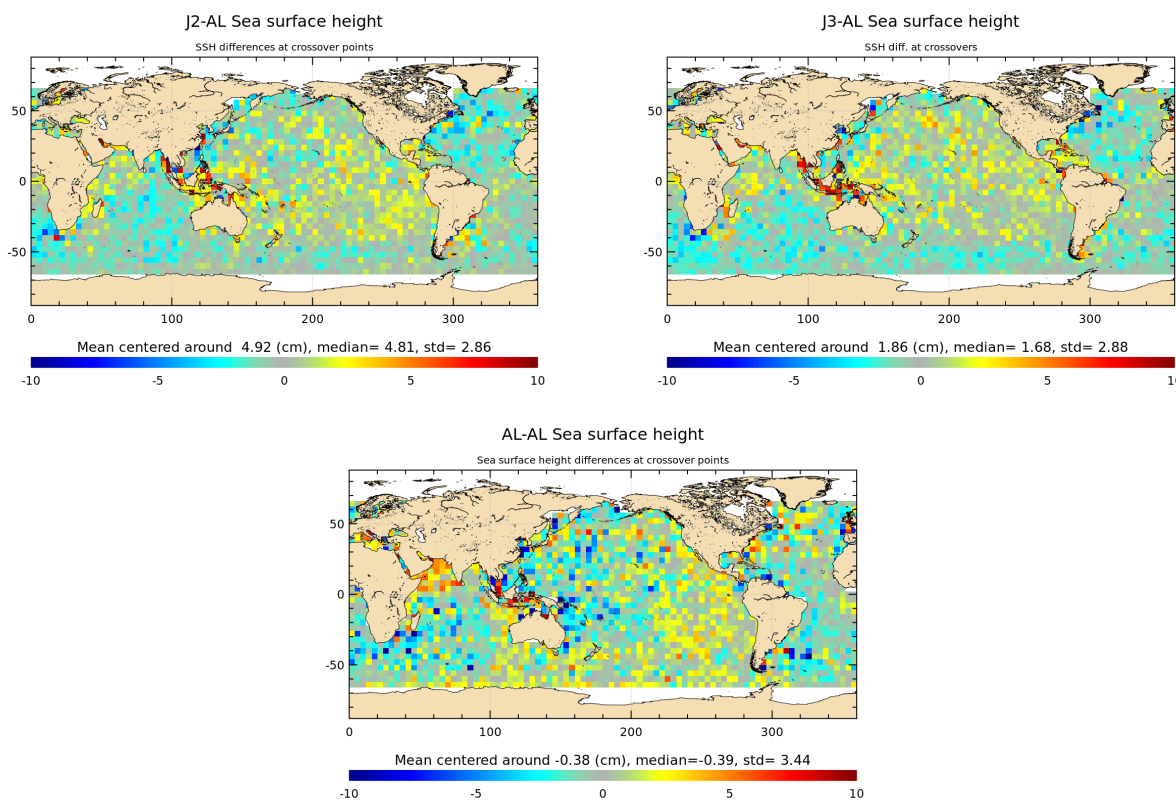 J2-AL Sea surface height
SSH differences at crossover points
50
0
-50
0 100 200 300
Mean centered around 4.92 (cm), median= 4.81, std= 2.86
-10 -5 0 5 10
J3-AL Sea surface height
SSH diff. at crossovers
50
0
-50
0 100 200 300
Mean centered around 1.86 (cm), median= 1.68, std= 2.88
-10 -5 0 5 1
AL-AL Sea surface height
Sea surface height differences at crossover points
50
0
-50
0 100 200 300
Mean centered around -0.38 (cm), median=-0.39, std= 3.44
-10 -5 0 5 10